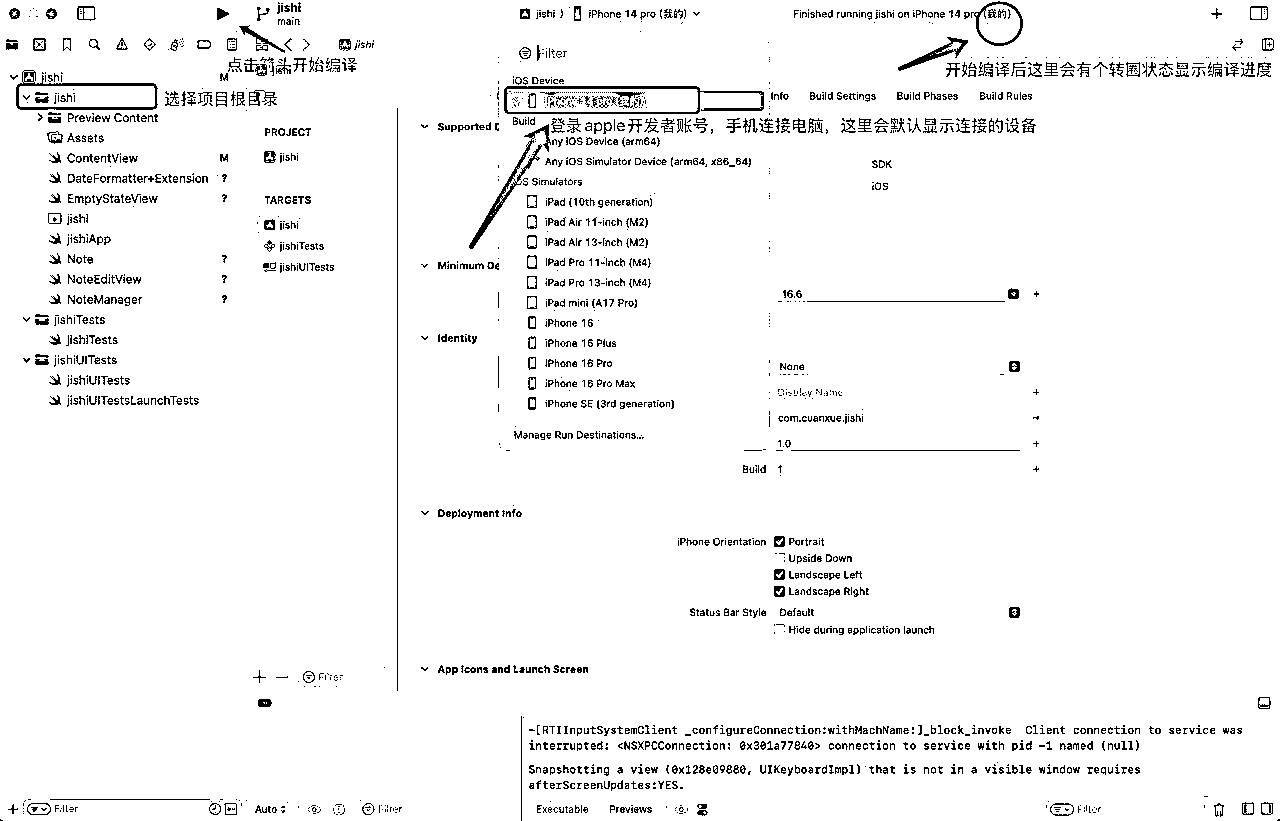 jishi
main
jishi
iPhone 14 pro (我的)
Finished running jishi on iPhone 14 pro (我的)
jishi
点击箭头开始编译
开始编译后这里会有个转圈状态显示编译进度
jishi
M
jishi
选择项目根目录
Preview Content
Assets
ContentView
M
DateFormatter+Extension
?
EmptyStateView
?
jishi
jishiApp
Note
?
NoteEditView
?
NoteManager
?
jishiTests
jishiTests
jishiUITests
jishiUITests
jishiUITestsLaunchTests
PROJECT
jishi
TARGETS
jishi
jishiTests
jishiUITests
Filter
Filter
iOS Device
Build
登录apple开发者账号，手机连接电脑，这里会默认显示连接的设备
Any iOS Device (arm64)
Any iOS Simulator Device (arm64, x86_64)
iOS Simulators
iPad (10th generation)
iPad Air 11-inch (M2)
iPad Air 13-inch (M2)
iPad Pro 11-inch (M4)
iPad Pro 13-inch (M4)
iPad mini (A17 Pro)
iPhone 16
iPhone 16 Plus
iPhone 16 Pro
iPhone 16 Pro Max
iPhone SE (3rd generation)
Manage Run Destinations...
Info
Build Settings
Build Phases
Build Rules
Supported D
SDK
iOS
Minimum De
16.6
Identity
None
Display Name
com.cuanxue.jishi
1.0
Build
1
Deployment Info
iPhone Orientation
Portrait
Upside Down
Landscape Left
Landscape Right
Status Bar Style
Default
Hide during application launch
App Icons and Launch Screen
-[RTIInputSystemClient _configureConnection:withMachName:]_block_invoke  Client connection to service was
interrupted: <NSXPCConnection: 0x301a77840> connection to service with pid -1 named (null)
Snapshotting a view (0x128e09880, UIKeyboardImpl) that is not in a visible window requires
afterScreenUpdates:YES.
Filter
Auto
Filter
Executable
Previews
Filter